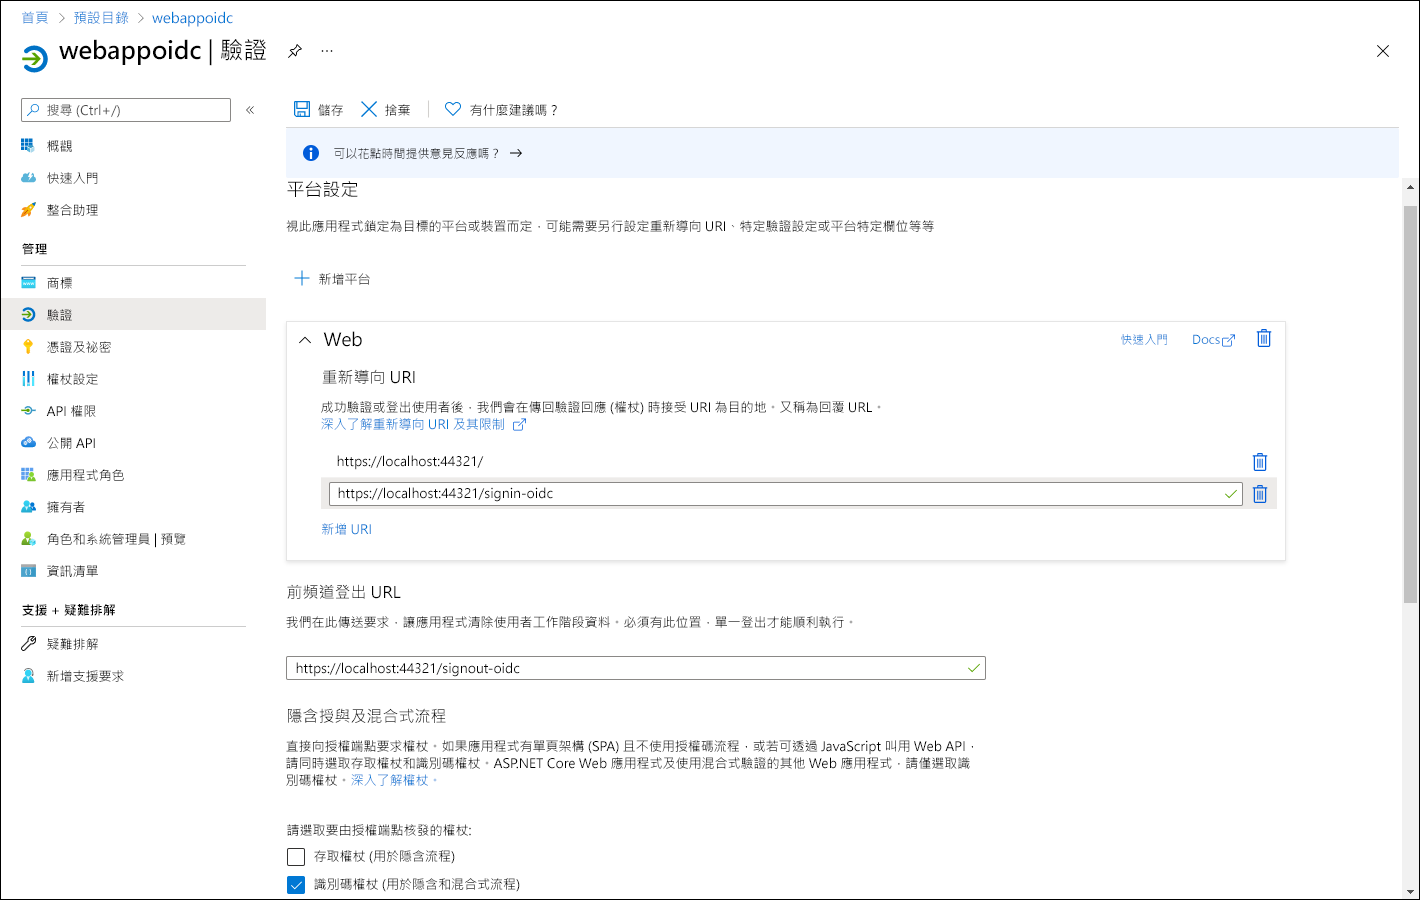 首頁 > 預設目錄 > webappoidc
webappoidc | 驗證
搜尋 (Ctrl+/)
概觀
快速入門
整合助理
管理
商標
驗證
憑證及祕密
權杖設定
API 權限
公開 API
應用程式角色
擁有者
角色和系統管理員 | 預覽
資訊清單
支援 + 疑難排解
疑難排解
新增支援要求
儲存 捨棄 有什麼建議嗎？
可以花點時間提供意見反應嗎？ →
平台設定
視此應用程式鎖定為目標的平台或裝置而定，可能需要另行設定重新導向 URI、特定驗證設定或平台特定欄位等等
新增平台
Web 快速入門 Docs
重新導向 URI
成功驗證或登出使用者後，我們會在傳回驗證回應 (權杖) 時接受 URI 為目的地。又稱為回覆 URL。
深入了解重新導向 URI 及其限制
https://localhost:44321/
https://localhost:44321/signin-oidc
新增 URI
前頻道登出 URL
我們在此傳送要求，讓應用程式清除使用者工作階段資料。必須有此位置，單一登出才能順利執行。
https://localhost:44321/signout-oidc
隱含授與及混合式流程
直接向授權端點要求權杖。如果應用程式有單頁架構 (SPA) 且不使用授權碼流程，或若可透過 JavaScript 叫用 Web API，
請同時選取存取權杖和識別碼權杖。ASP.NET Core Web 應用程式及使用混合式驗證的其他 Web 應用程式，請僅選取識
別碼權杖。深入了解權杖。
請選取要由授權端點核發的權杖:
存取權杖 (用於隱含流程)
識別碼權杖 (用於隱含和混合式流程)